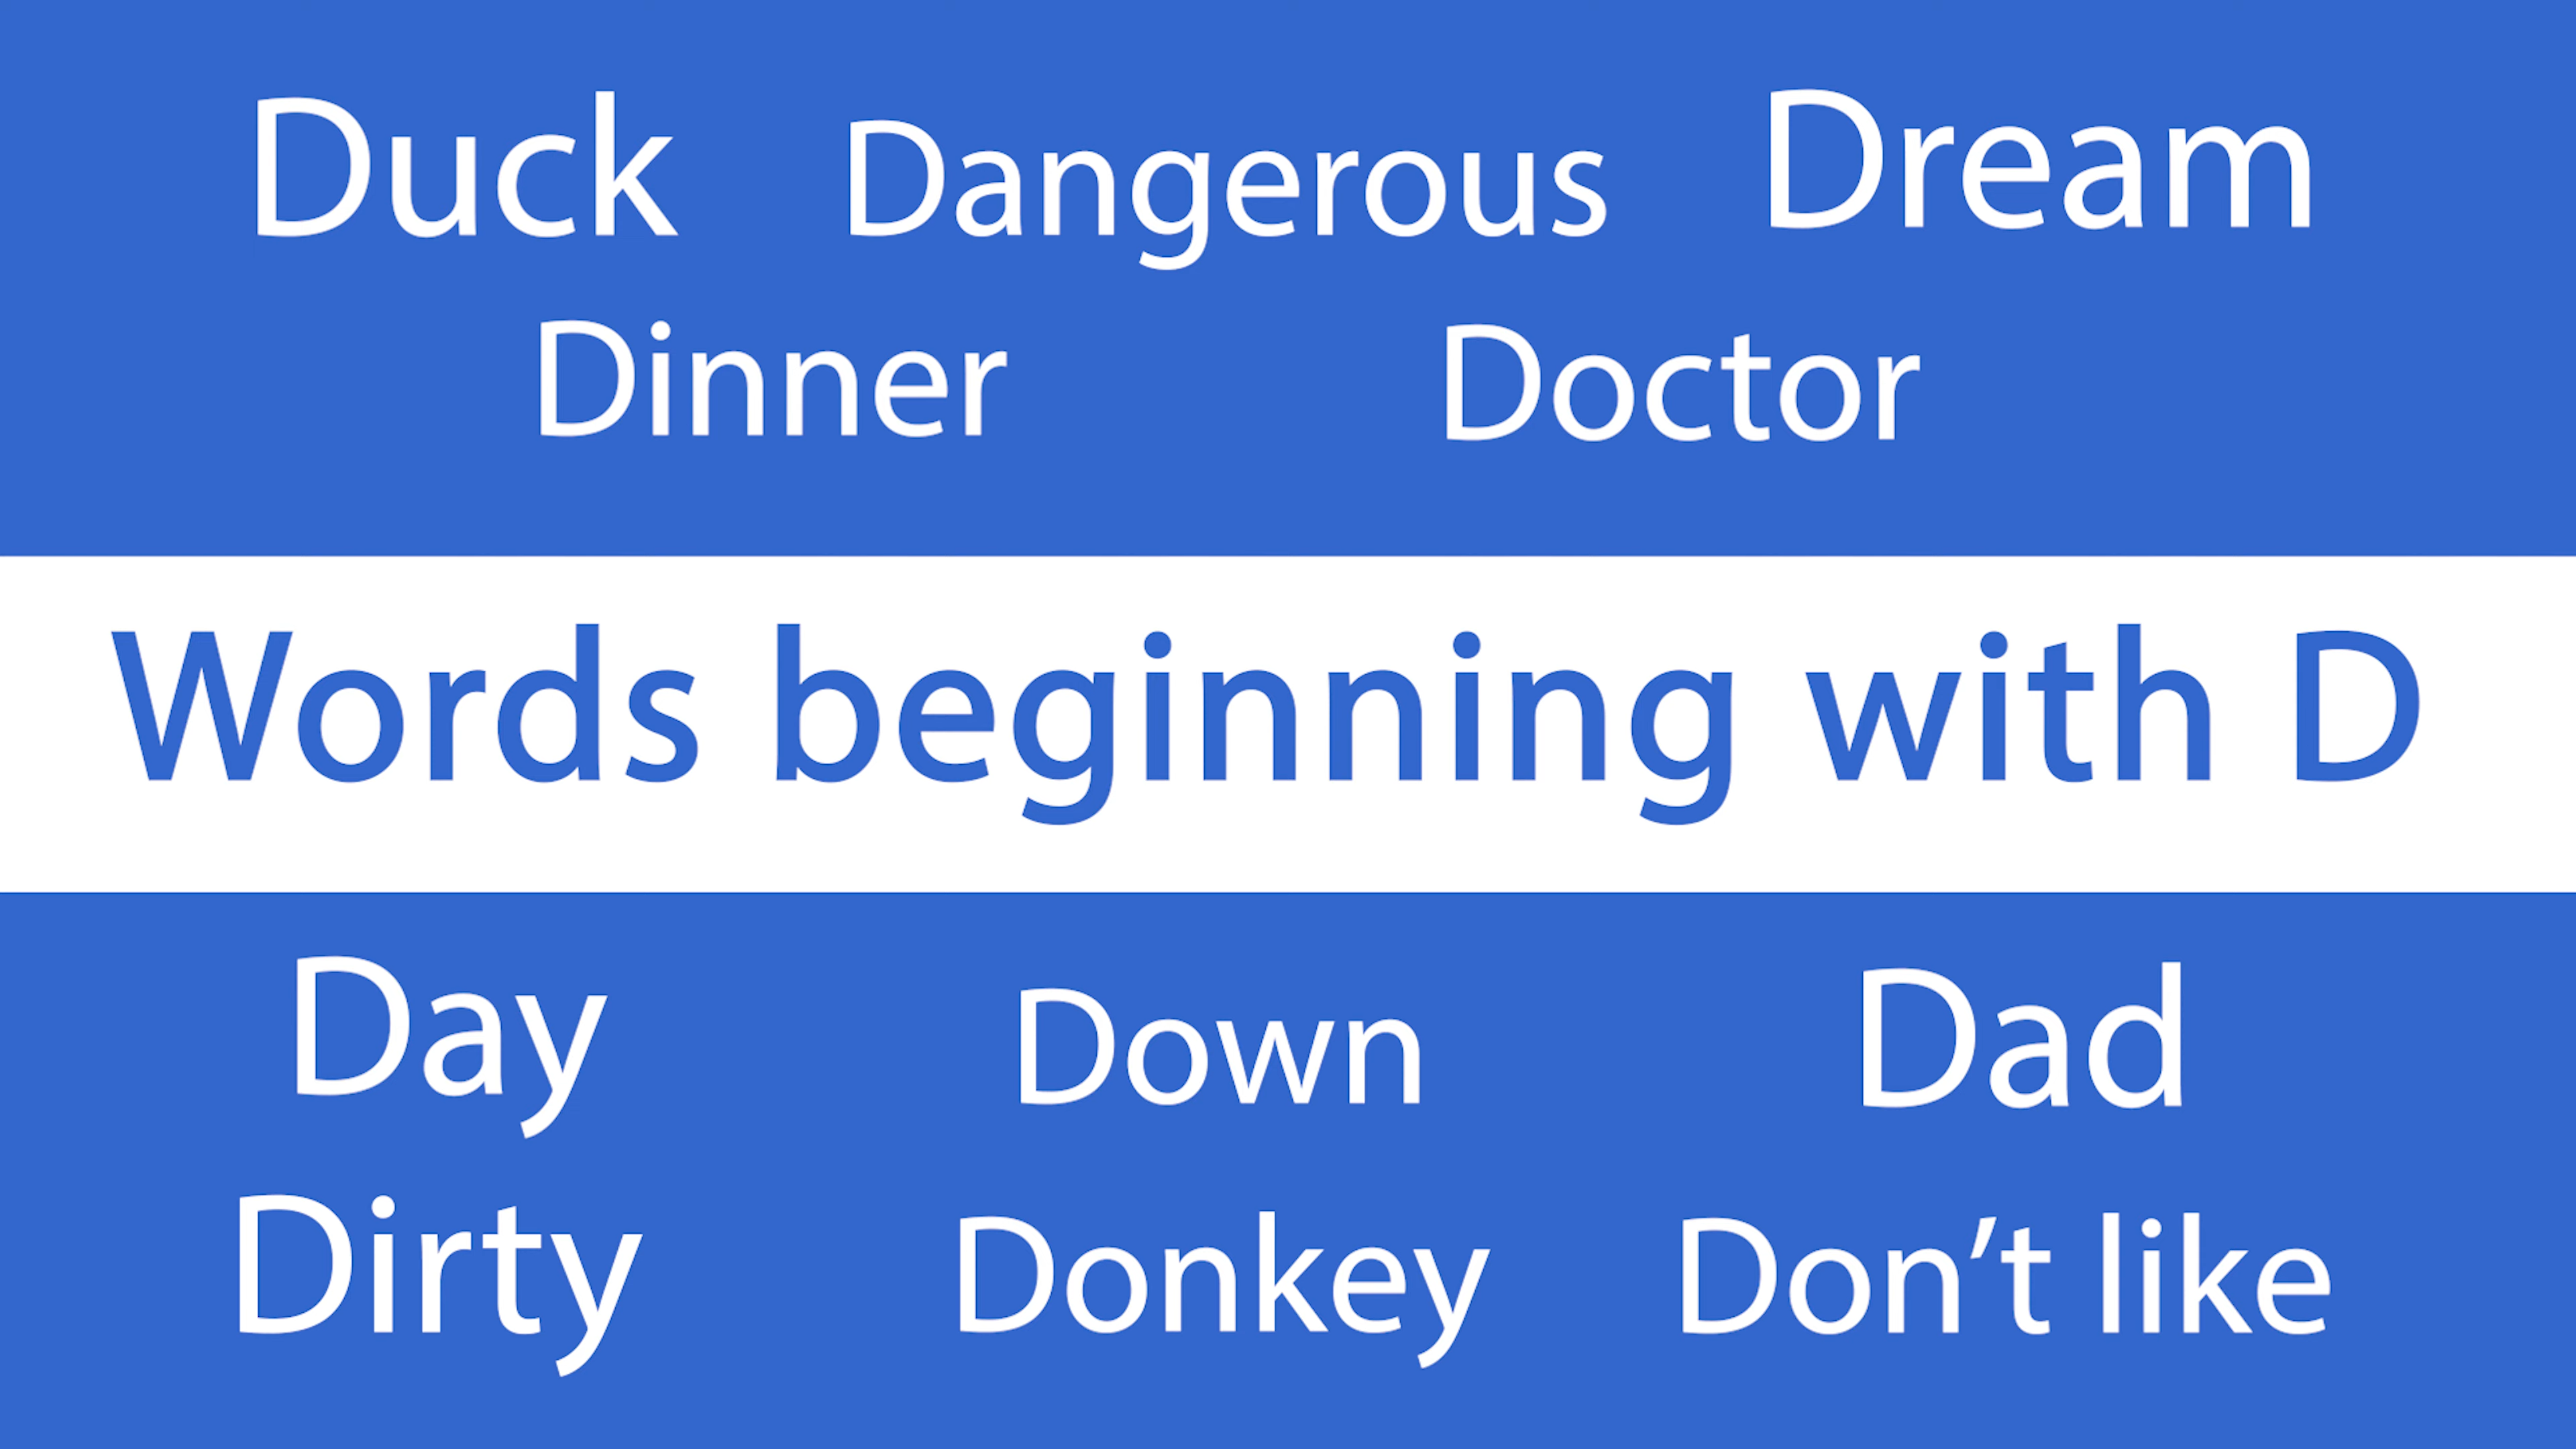 Duck Dangerous Dream
Dinner Doctor
Words beginning with D
Day Down Dad
Dirty Donkey Don’t like